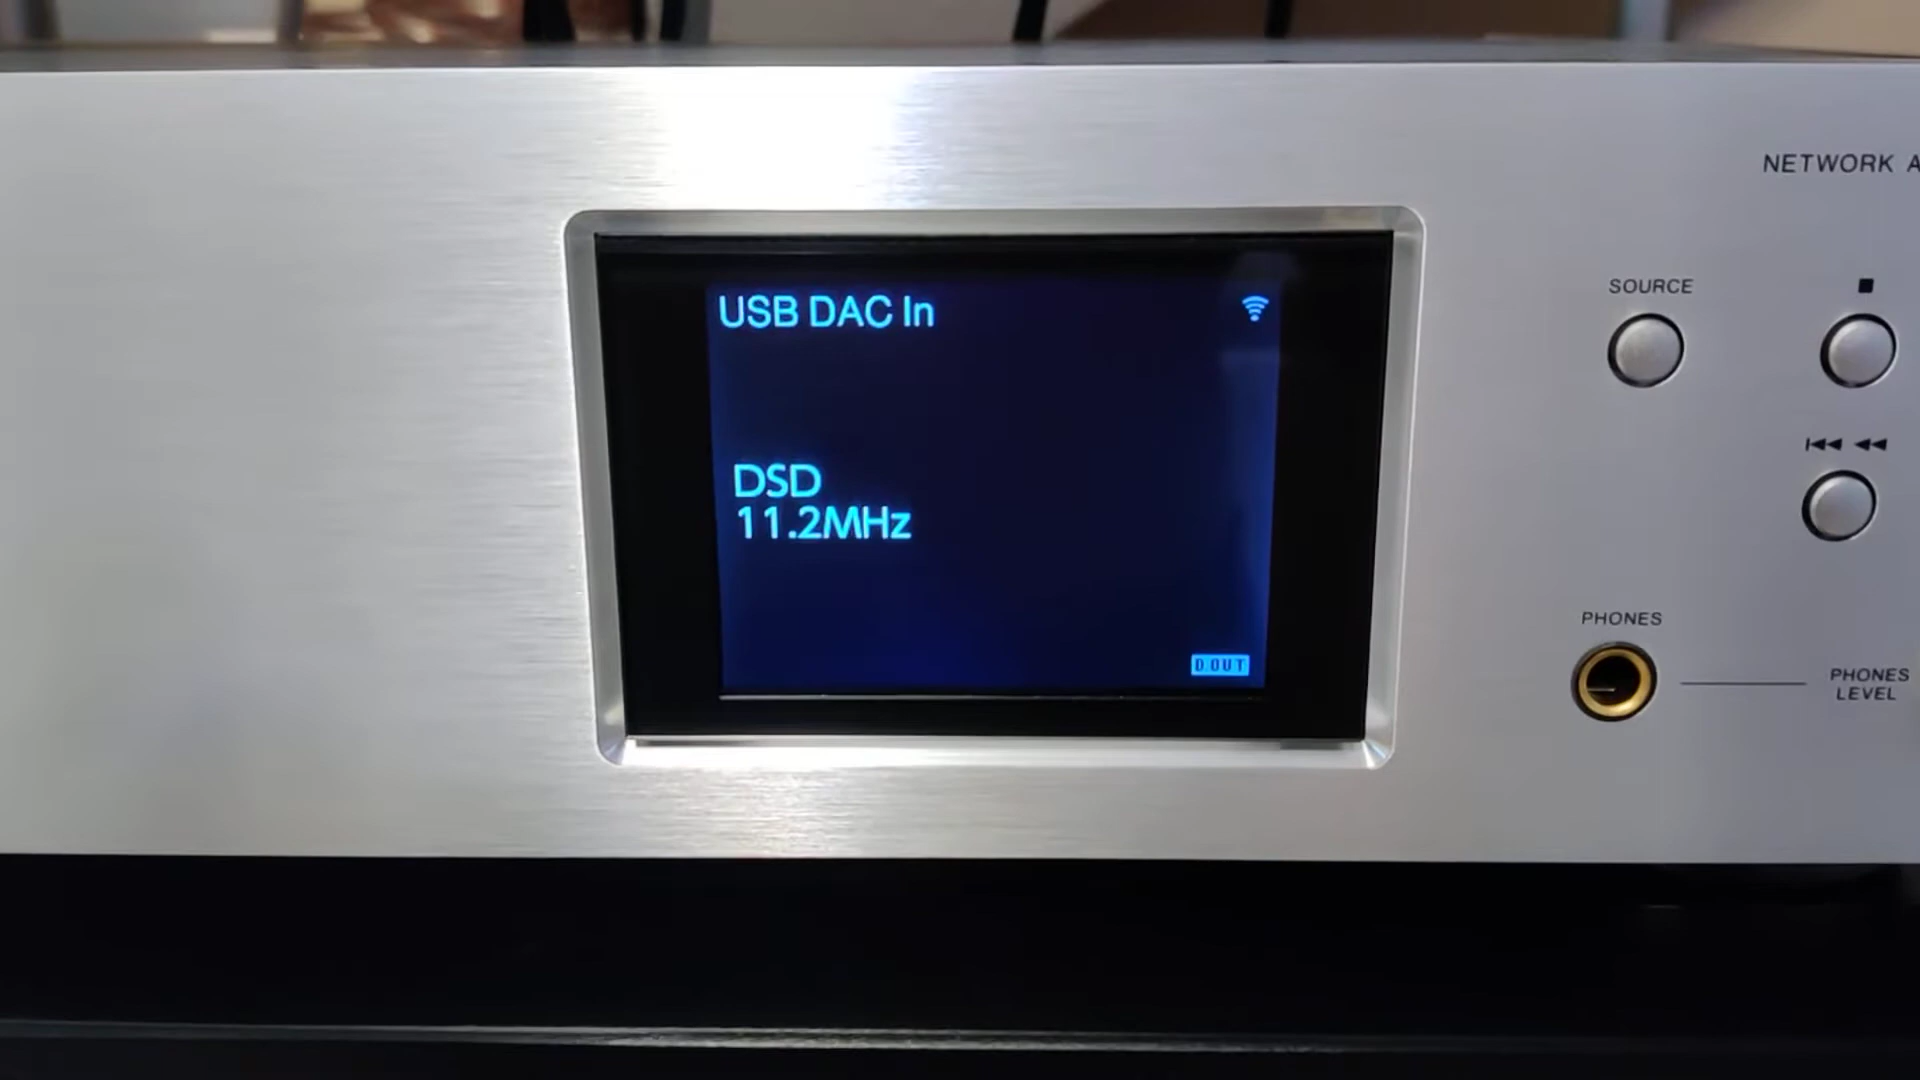 NETWORK A
USB DAC In
SOURCE
DSD
11.2MHz
PHONES
D OUT
PHONES
LEVEL